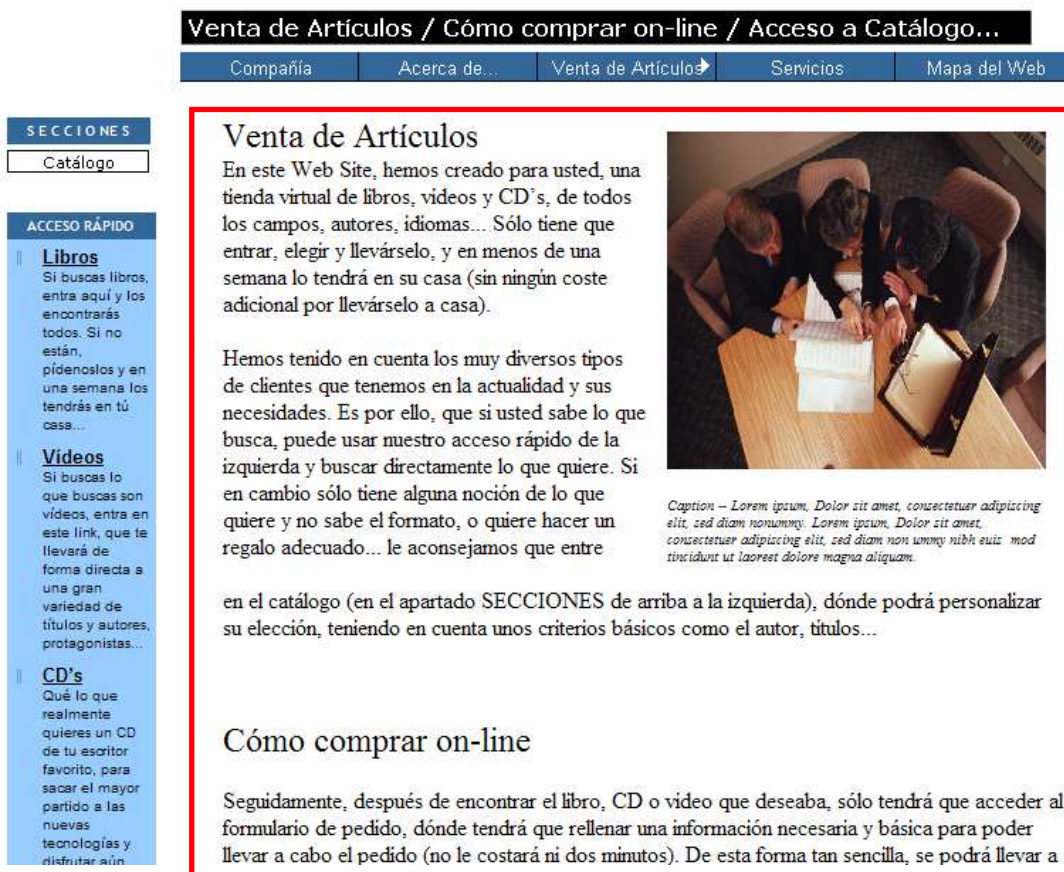 Venta de Artículos / Cómo comprar on-line / Acceso a Catálogo...
Compañía
Acerca de...
Venta de Artículos
Servicios
Mapa del Web
SECCIONES
Catálogo
ACCESO RÁPIDO
Libros
Si buscas libros,
entra aquí y los
encontrarás
todos. Si no
están,
pídenoslos y en
una semana los
tendrás en tú
casa...
Vídeos
Si buscas lo
que buscas son
vídeos, entra en
este link, que te
llevará de
forma directa a
una gran
variedad de
títulos y autores,
protagonistas...
CD's
Qué lo que
realmente
quieres un CD
de tu escritor
favorito, para
sacar el mayor
partido a las
nuevas
tecnologías y
disfrutar aún
Venta de Artículos
En este Web Site, hemos creado para usted, una
tienda virtual de libros, vídeos y CD`s, de todos
los campos, autores, idiomas... Sólo tiene que
entrar, elegir y llevárselo, y en menos de una
semana lo tendrá en su casa (sin ningún coste
adicional por llevárselo a casa).
Hemos tenido en cuenta los muy diversos tipos
de clientes que tenemos en la actualidad y sus
necesidades. Es por ello, que si usted sabe lo que
busca, puede usar nuestro acceso rápido de la
izquierda y buscar directamente lo que quiere. Si
en cambio sólo tiene alguna noción de lo que
quiere y no sabe el formato, o quiere hacer un
regalo adecuado... le aconsejamos que entre
Caption – Lorem ipsum, Dolor sit amet, consectetuer adipiscing
elit, sed diam nonummy. Lorem ipsum, Dolor sit amet,
consectetuer adipiscing elit, sed diam non ummy nibh euis mod
tincidunt ut laoreet dolore magna aliquam.
en el catálogo (en el apartado SECCIONES de arriba a la izquierda), dónde podrá personalizar
su elección, teniendo en cuenta unos criterios básicos como el autor, títulos...
Cómo comprar on-line
Seguidamente, después de encontrar el libro, CD o video que deseaba, sólo tendrá que acceder al
formulario de pedido, dónde tendrá que rellenar una información necesaria y básica para poder
llevar a cabo el pedido (no le costará ni dos minutos). De esta forma tan sencilla, se podrá llevar a